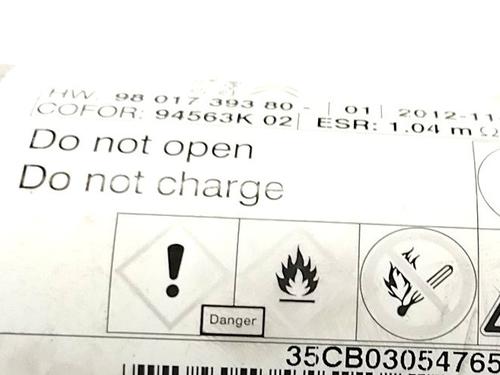 HW 98 017 393 80 - | 01 | 2012-11
COFOR: 94563K 02| ESR: 1.04 mΩ
Do not open
Do not charge
Danger
35CB03054765